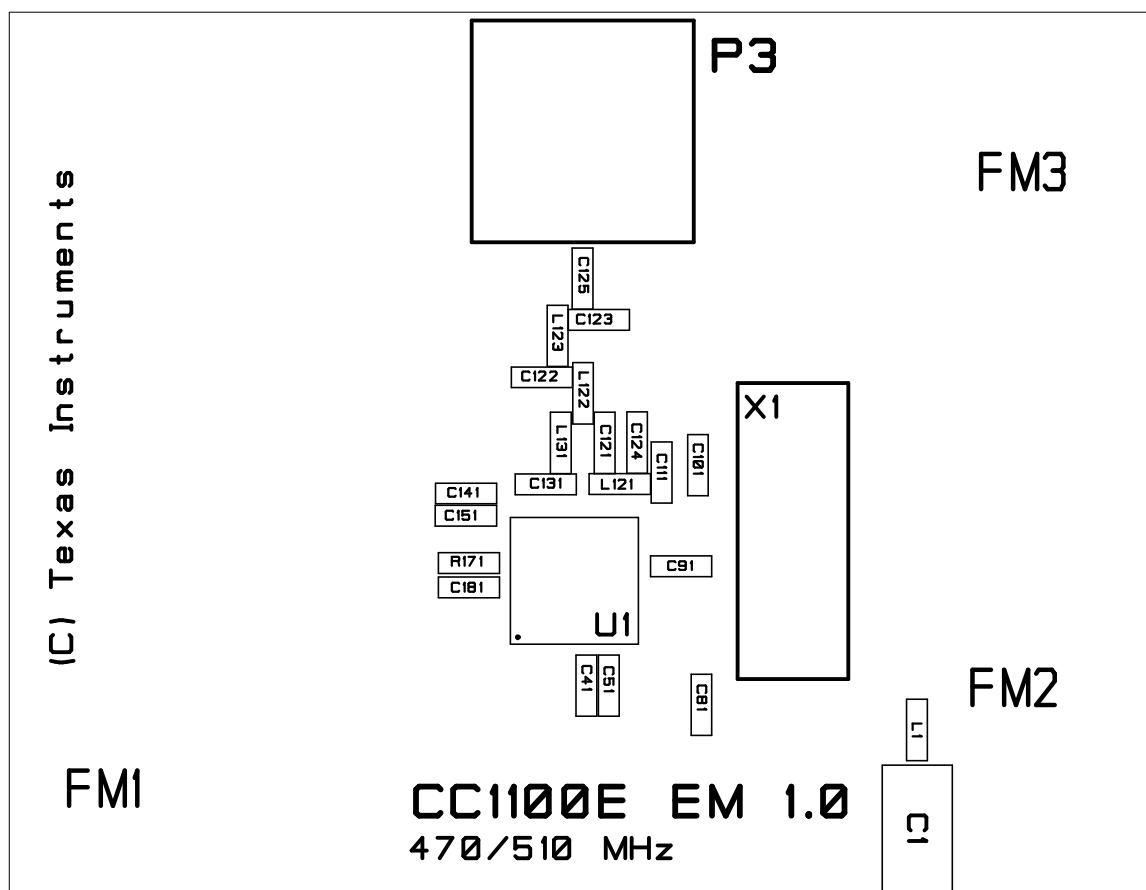 P3
FM3
(C) Texas Instruments
C125
C123
L123
C122
L122
X1
L131
C121
C124
C111
C101
C131
L121
C141
C151
R171
C181
C91
U1
C41
C51
C81
FM2
L1
FM1
CC1100E EM 1.0
C1
470/510 MHz